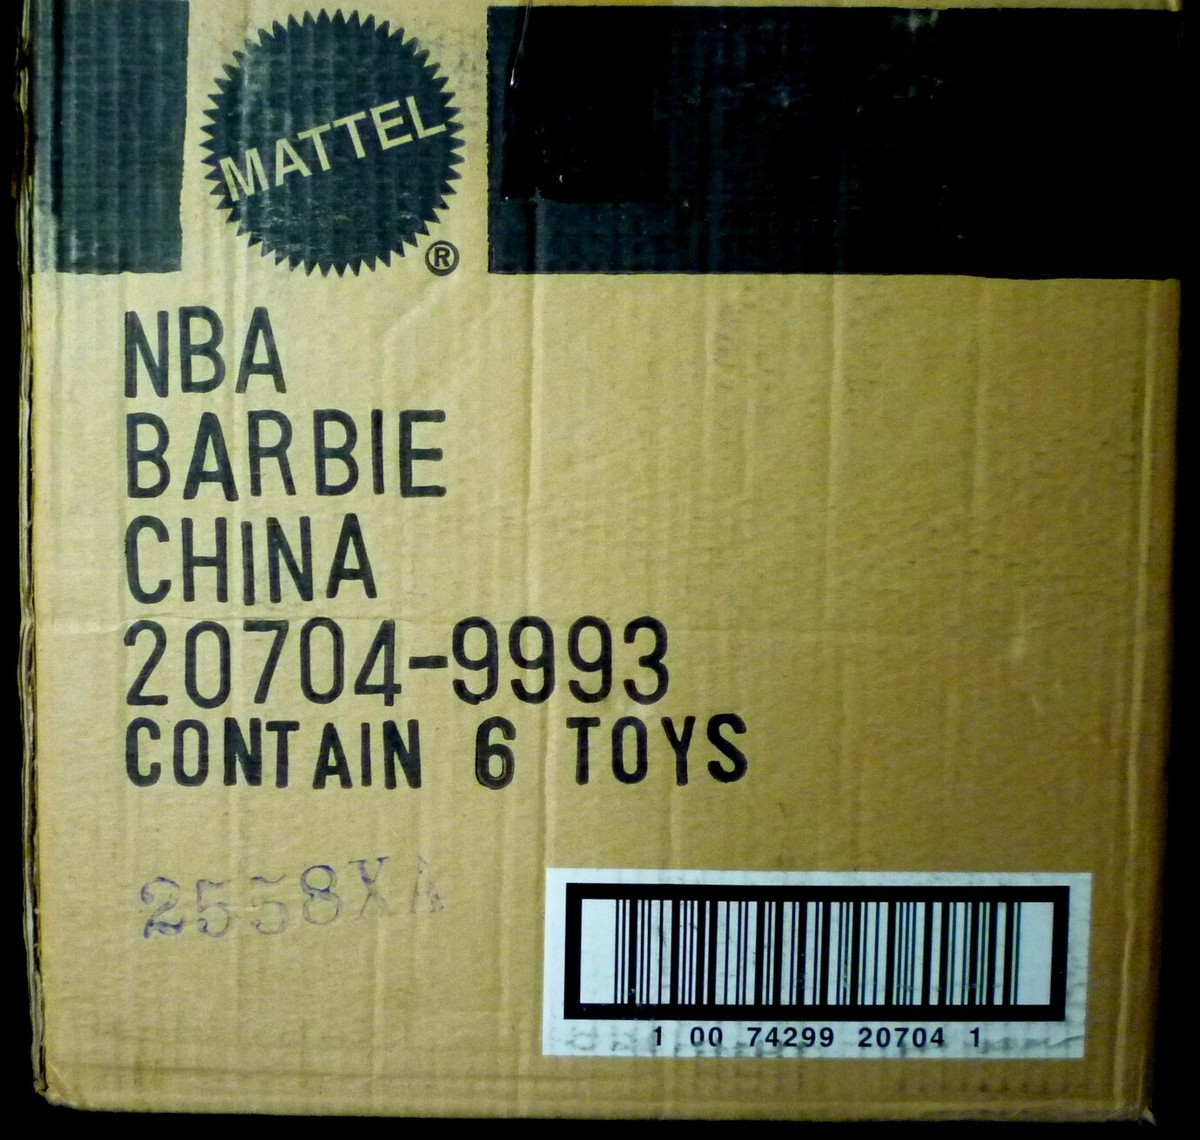 MATTEL
®
NBA
BARBIE
CHINA
20704-9993
CONTAIN 6 TOYS
2558XA
1 00 74299 20704 1